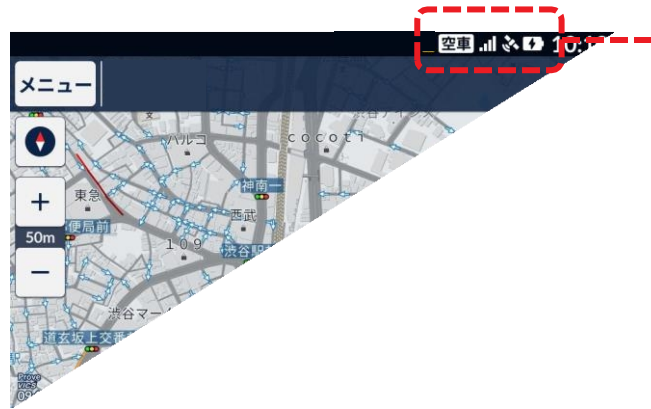 空車
メニュー
パルコ
cocoti
東急
神南一
50m
便局前
西武
109
渋谷駅
渋谷マー
道玄坂上交番